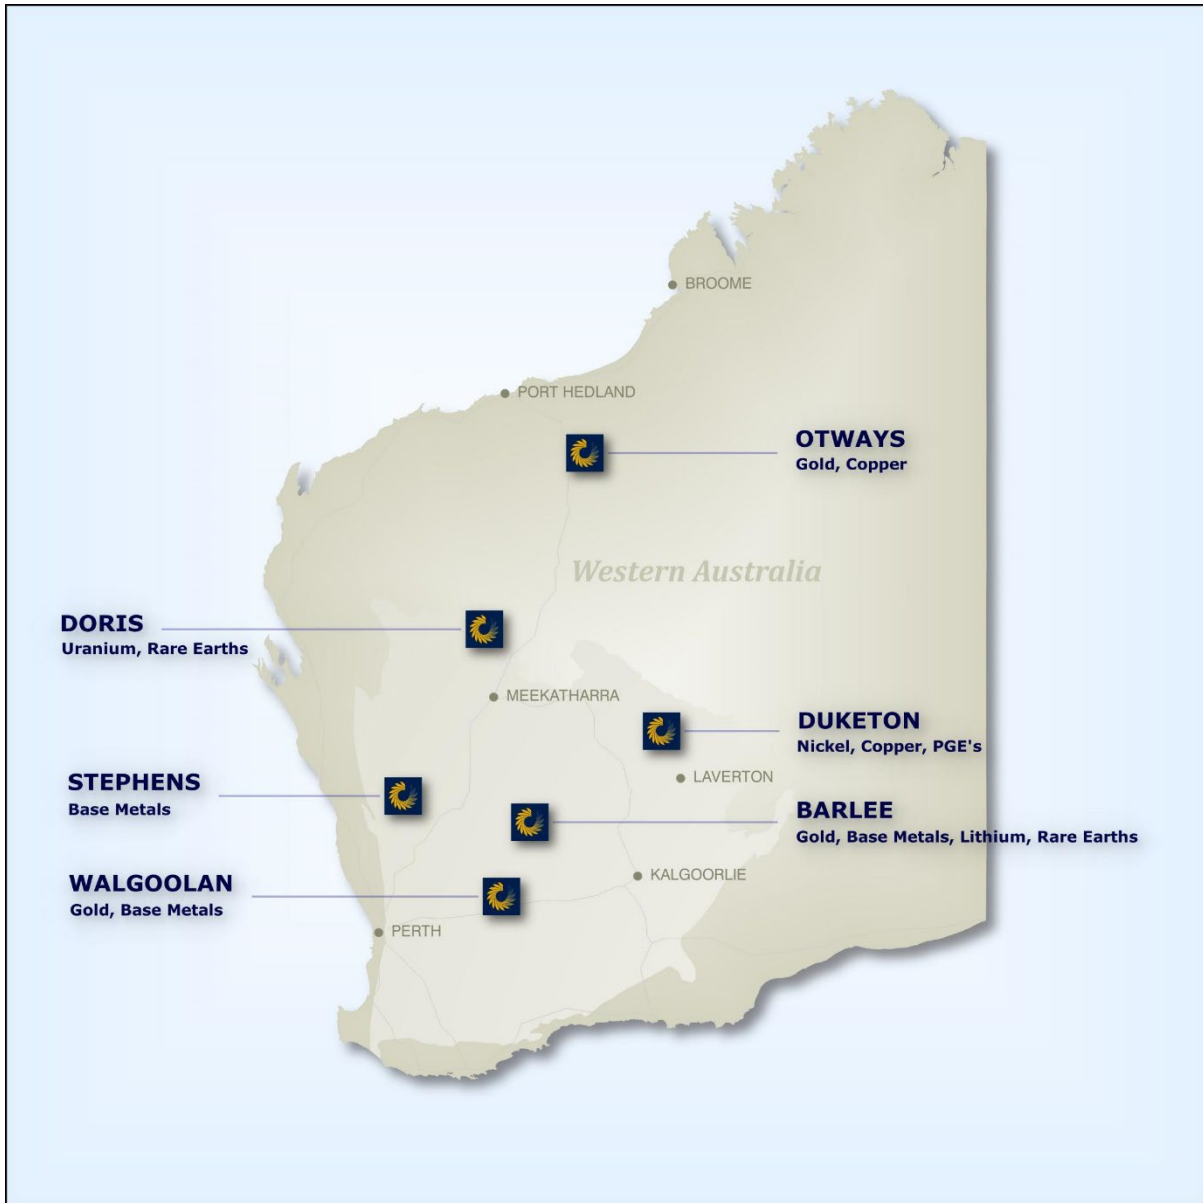 BROOME
PORT HEDLAND
OTWAYS
Gold, Copper
Western Australia
DORIS
Uranium, Rare Earths
MEEKATHARRA
DUKETON
Nickel, Copper, PGE's
LAVERTON
STEPHENS
Base Metals
BARLEE
Gold, Base Metals, Lithium, Rare Earths
KALGOORLIE
WALGOOLAN
Gold, Base Metals
PERTH